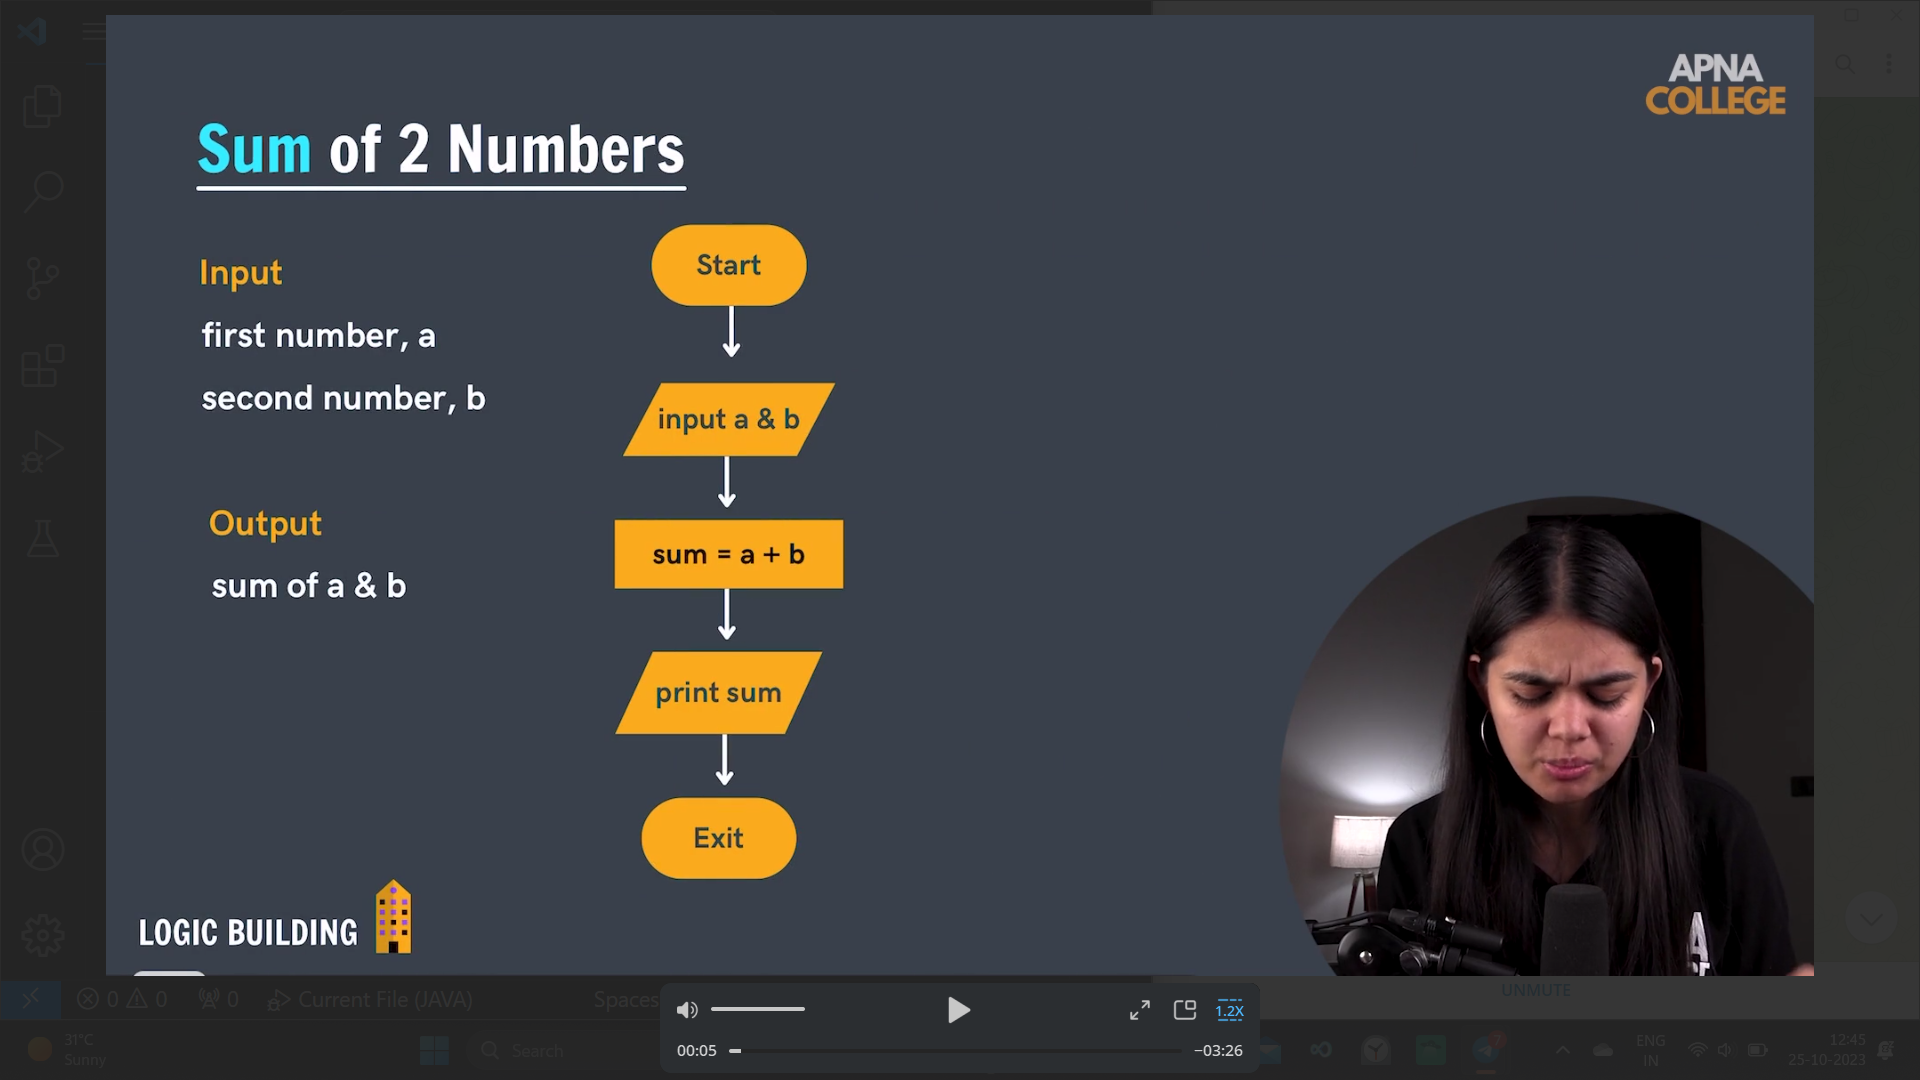 APNA
COLLEGE
Sum of 2 Numbers
Input
first number, a
second number, b
Output
sum of a & b
Start
input a & b
sum = a + b
print sum
Exit
LOGIC BUILDING
0 0 0 Current File (JAVA) Spaces
UNMUTE
1.2X
00:05 −03:26
31°C
Sunny
Search
ENG
IN
12:45
25-10-2023